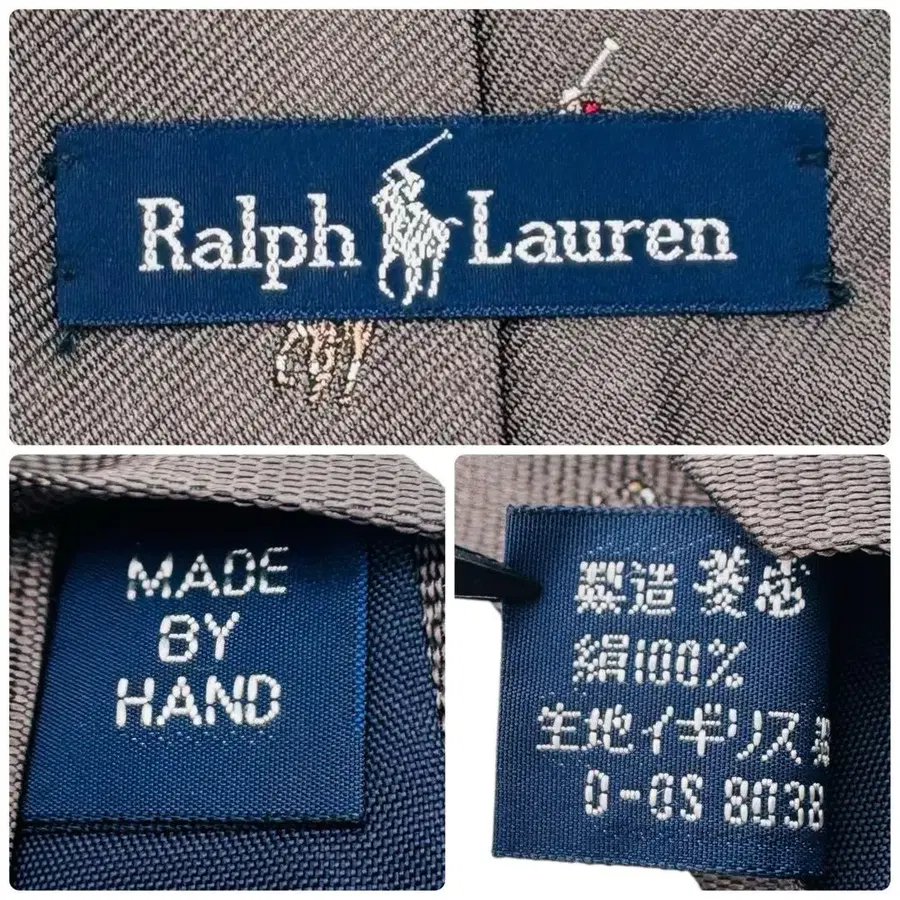 Ralph Lauren
MADE
BY
HAND
製造 菱屋
絹100%
生地イギリス製
0-0S 8038